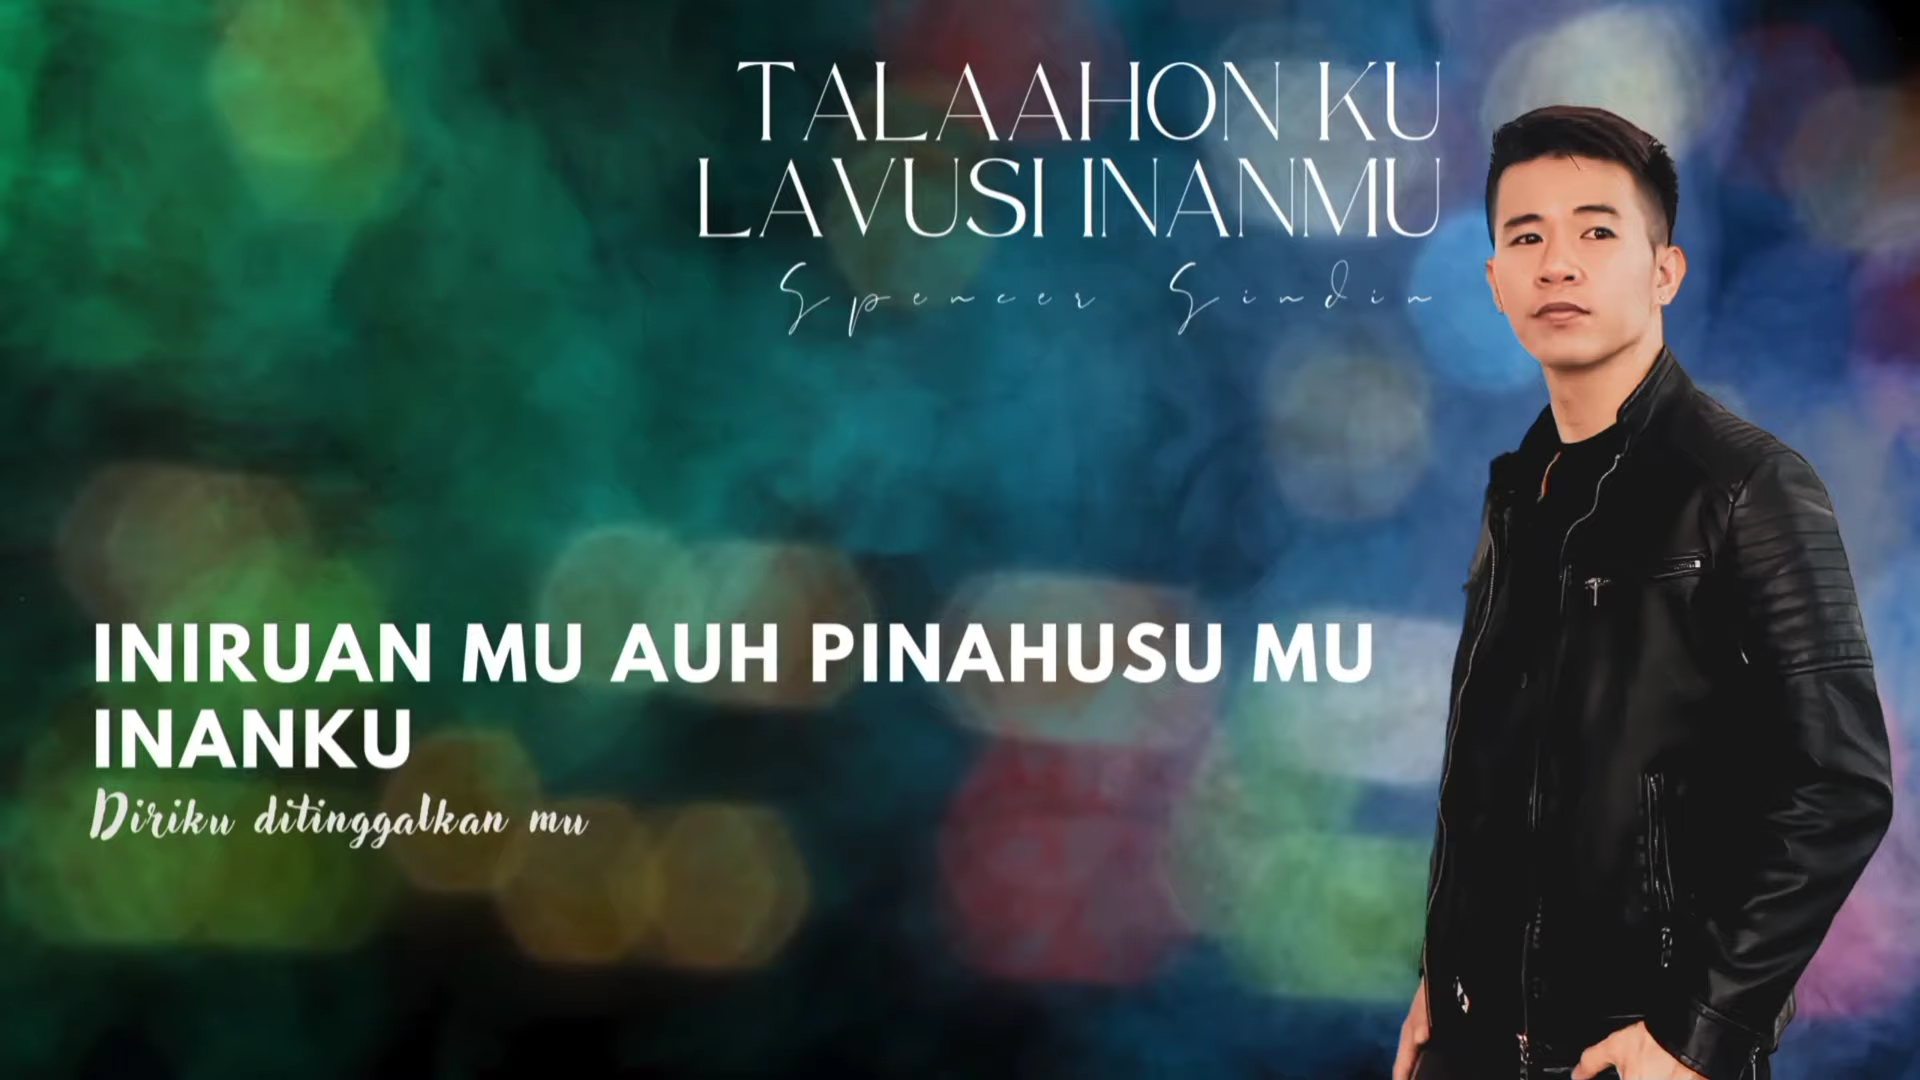 TALAAHON KU
LAVUSI INANMU
Spencer Sindin
INIRUAN MU AUH PINAHUSU MU
INANKU
Diriku ditinggalkan mu